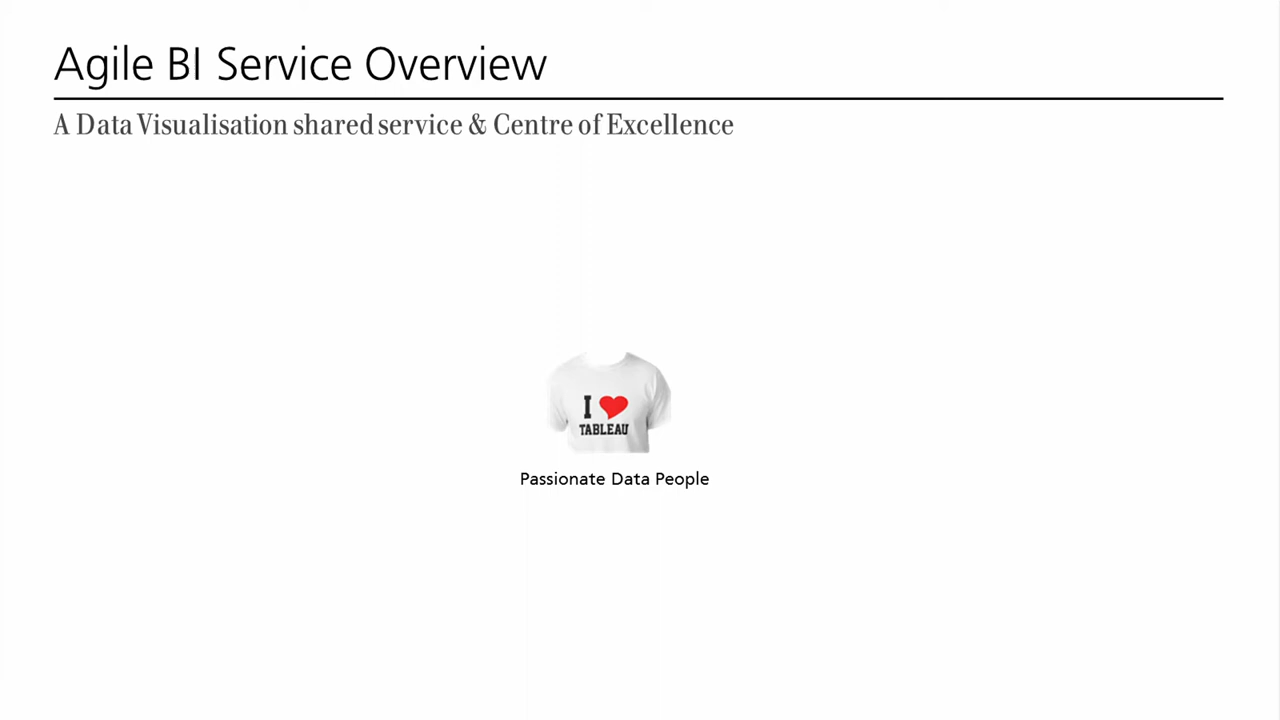 Agile BI Service Overview
A Data Visualisation shared service & Centre of Excellence
I
TABLEAU
Passionate Data People